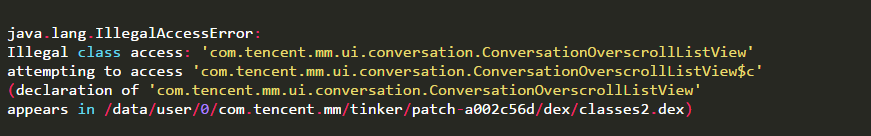 java.lang.IllegalAccessError:
Illegal class access: 'com.tencent.mm.ui.conversation.ConversationOverscrollListView'
attempting to access 'com.tencent.mm.ui.conversation.ConversationOverscrollListView$c'
(declaration of 'com.tencent.mm.ui.conversation.ConversationOverscrollListView'
appears in /data/user/0/com.tencent.mm/tinker/patch-a002c56d/dex/classes2.dex)